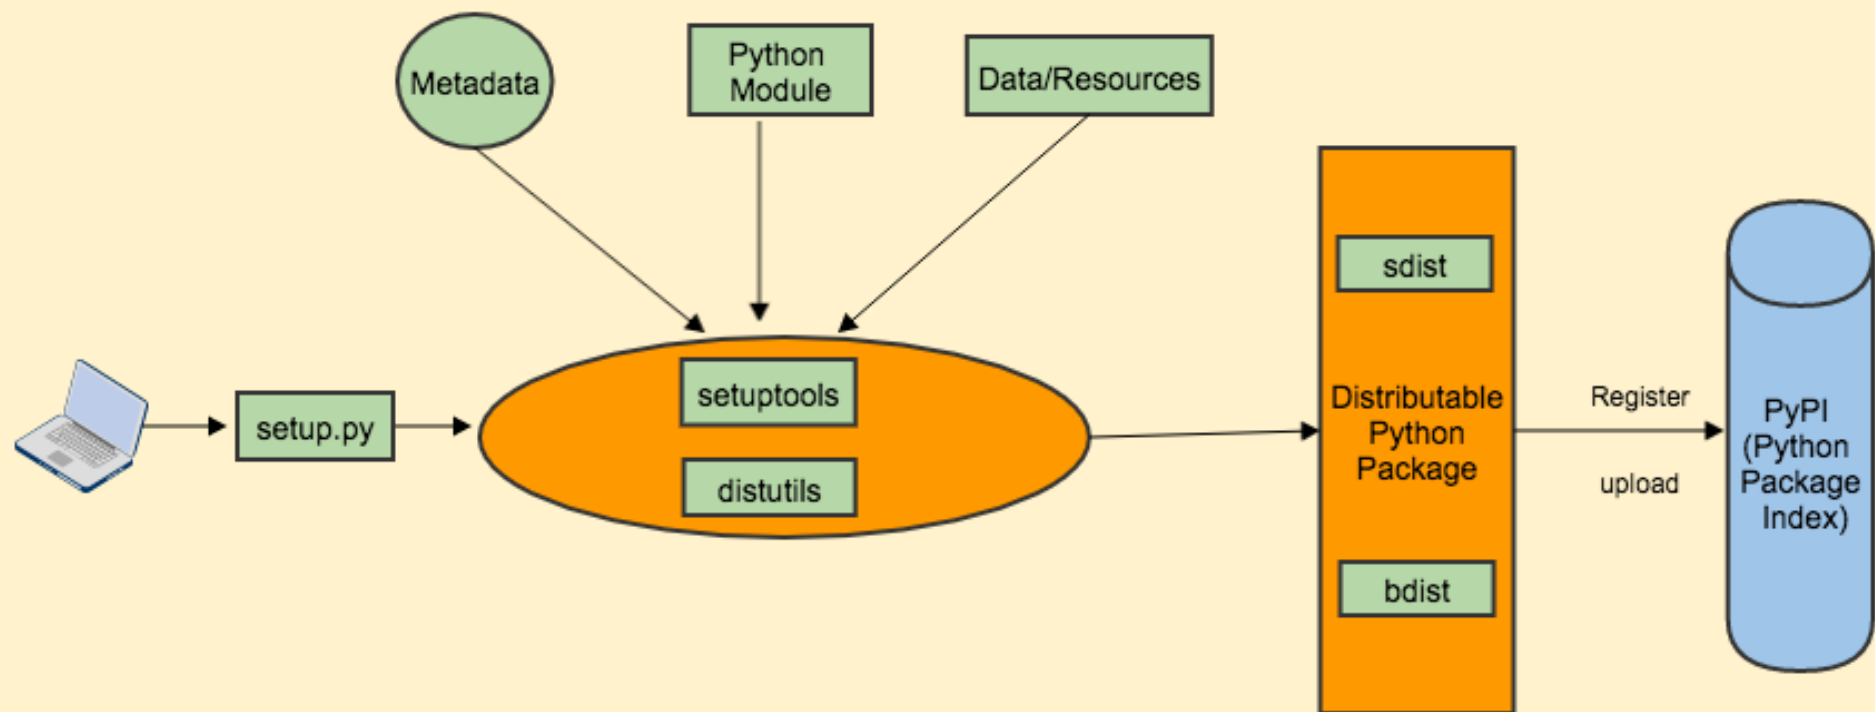 Metadata
Python
Module
Data/Resources
setup.py
setuptools
distutils
sdist
Distributable
Python
Package
bdist
Register
upload
PyPI
(Python
Package
Index)